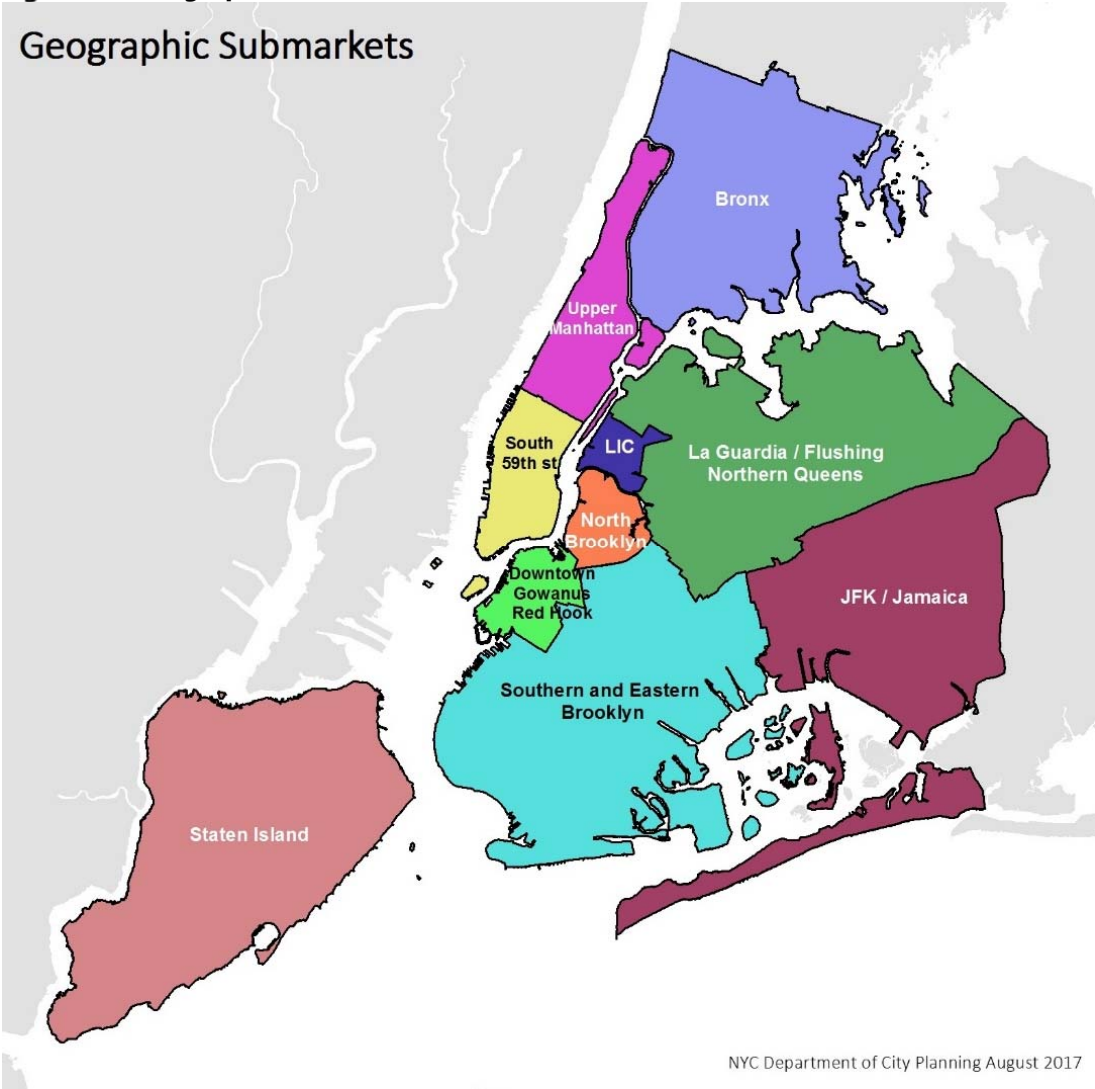 Geographic Submarkets
Bronx
Upper
Manhattan
South
59th st
LIC
La Guardia / Flushing
Northern Queens
North
Brooklyn
Downtown
Gowanus
Red Hook
JFK / Jamaica
Southern and Eastern
Brooklyn
Staten Island
NYC Department of City Planning August 2017